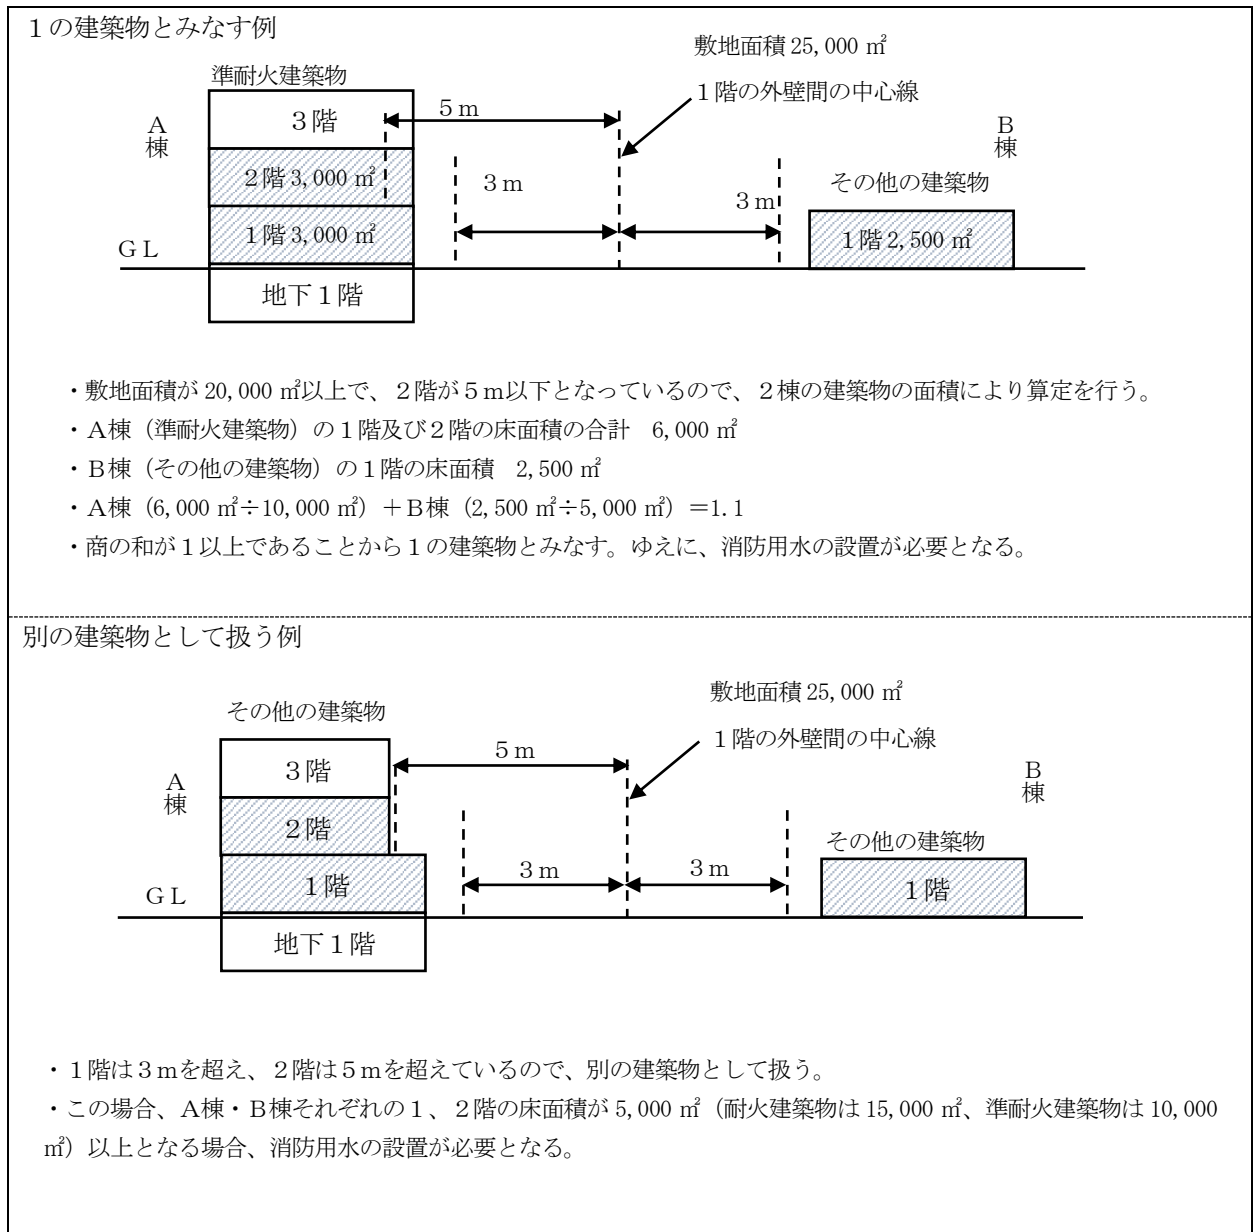 １の建築物とみなす例
敷地面積 25,000 ㎡
１階の外壁間の中心線
準耐火建築物
Ａ棟
３階
２階 3,000 ㎡
１階 3,000 ㎡
地下１階
ＧＬ
５ｍ
３ｍ
３ｍ
Ｂ棟
その他の建築物
１階 2,500 ㎡
・敷地面積が 20,000 ㎡以上で、２階が５ｍ以下となっているので、２棟の建築物の面積により算定を行う。
・Ａ棟（準耐火建築物）の１階及び２階の床面積の合計　6,000 ㎡
・Ｂ棟（その他の建築物）の１階の床面積　2,500 ㎡
・Ａ棟（6,000 ㎡÷10,000 ㎡）＋Ｂ棟（2,500 ㎡÷5,000 ㎡）＝1.1
・商の和が１以上であることから１の建築物とみなす。ゆえに、消防用水の設置が必要となる。
別の建築物として扱う例
敷地面積 25,000 ㎡
１階の外壁間の中心線
その他の建築物
Ａ棟
３階
２階
１階
地下１階
ＧＬ
５ｍ
３ｍ
３ｍ
Ｂ棟
その他の建築物
１階
・１階は３ｍを超え、２階は５ｍを超えているので、別の建築物として扱う。
・この場合、Ａ棟・Ｂ棟それぞれの１、２階の床面積が 5,000 ㎡（耐火建築物は 15,000 ㎡、準耐火建築物は 10,000
㎡）以上となる場合、消防用水の設置が必要となる。